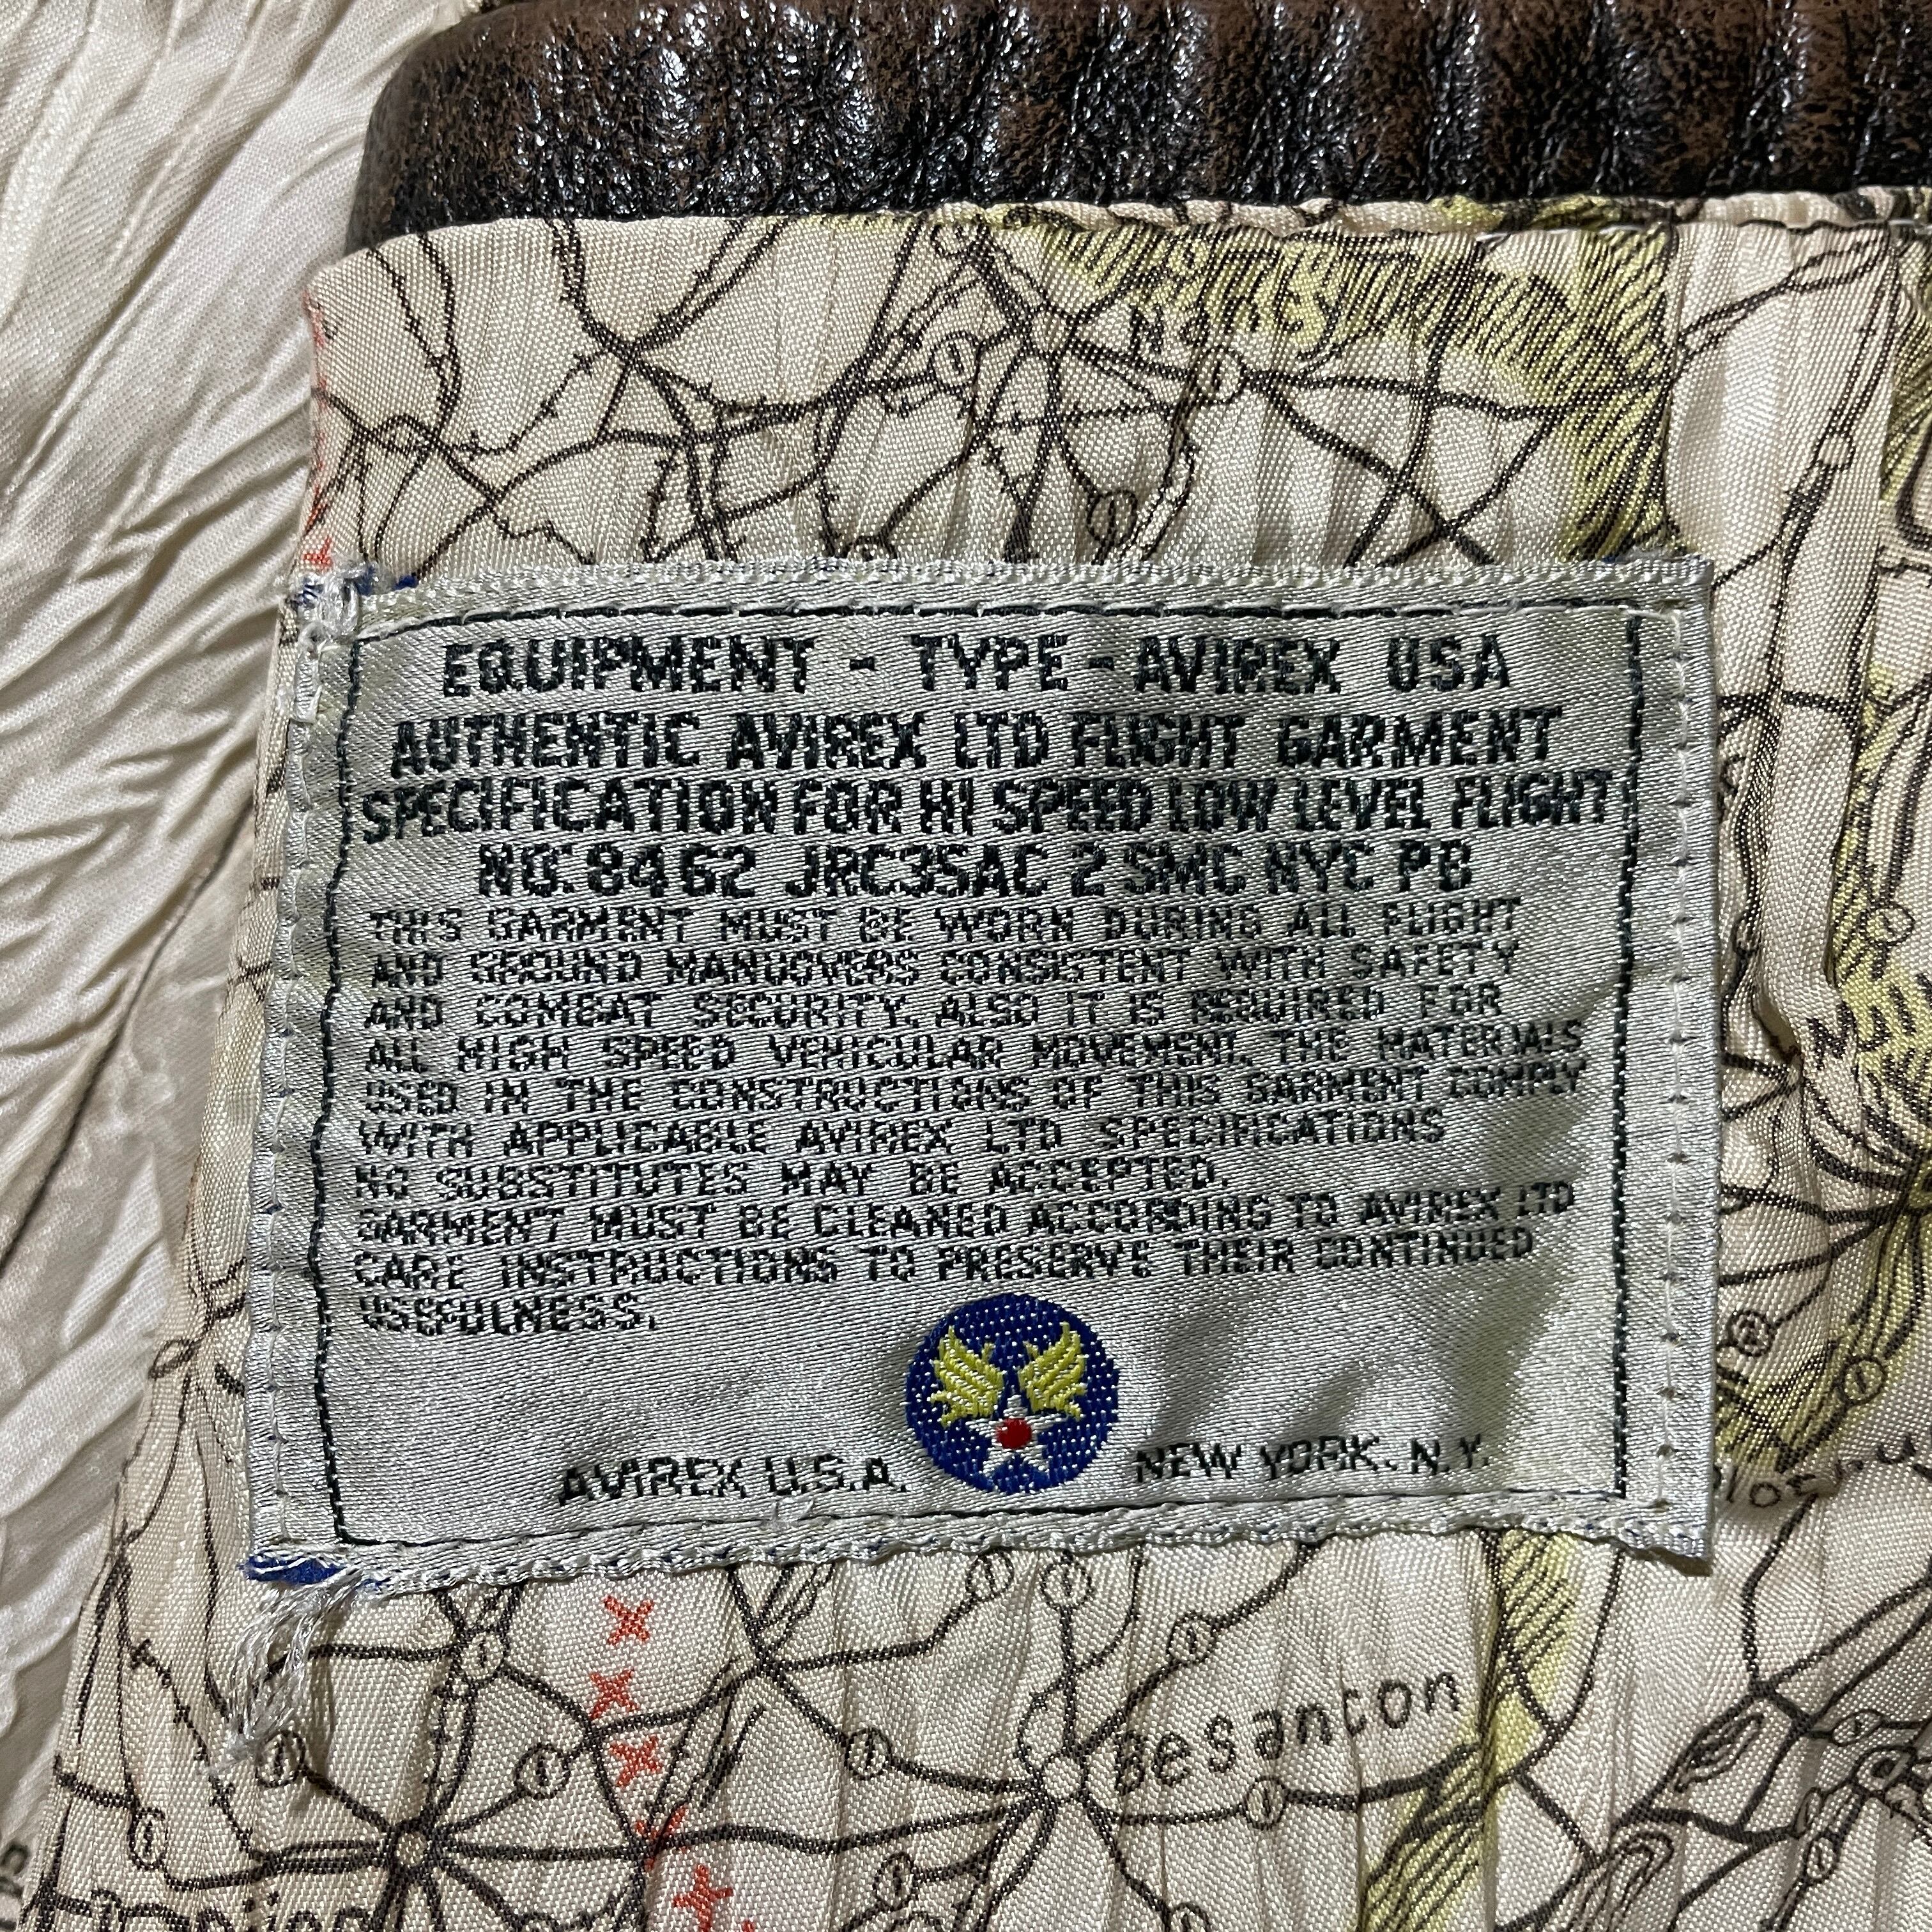 EQUIPMENT - TYPE - AVIREX USA
AUTHENTIC AVIREX LTD FLIGHT GARMENT
SPECIFICATION FOR HI SPEED LOW LEVEL FLIGHT
NO. 8462 JRC35AC 2 SMC NYC PB
THIS GARMENT MUST BE WORN DURING ALL FLIGHT
AND GROUND MANUOVERS CONSISTENT WITH SAFETY
AND COMBAT SECURITY. ALSO IT IS REQUIRED FOR
ALL HIGH SPEED VEHICULAR MOVEMENT. THE MATERIALS
USED IN THE CONSTRUCTIONS OF THIS GARMENT COMPLY
WITH APPLICABLE AVIREX LTD SPECIFICATIONS
NO SUBSTITUTES MAY BE ACCEPTED.
GARMENT MUST BE CLEANED ACCORDING TO AVIREX LTD
CARE INSTRUCTIONS TO PRESERVE THEIR CONTINUED
USEFULNESS.
AVIREX U.S.A. NEW YORK. N.Y.
Besancon